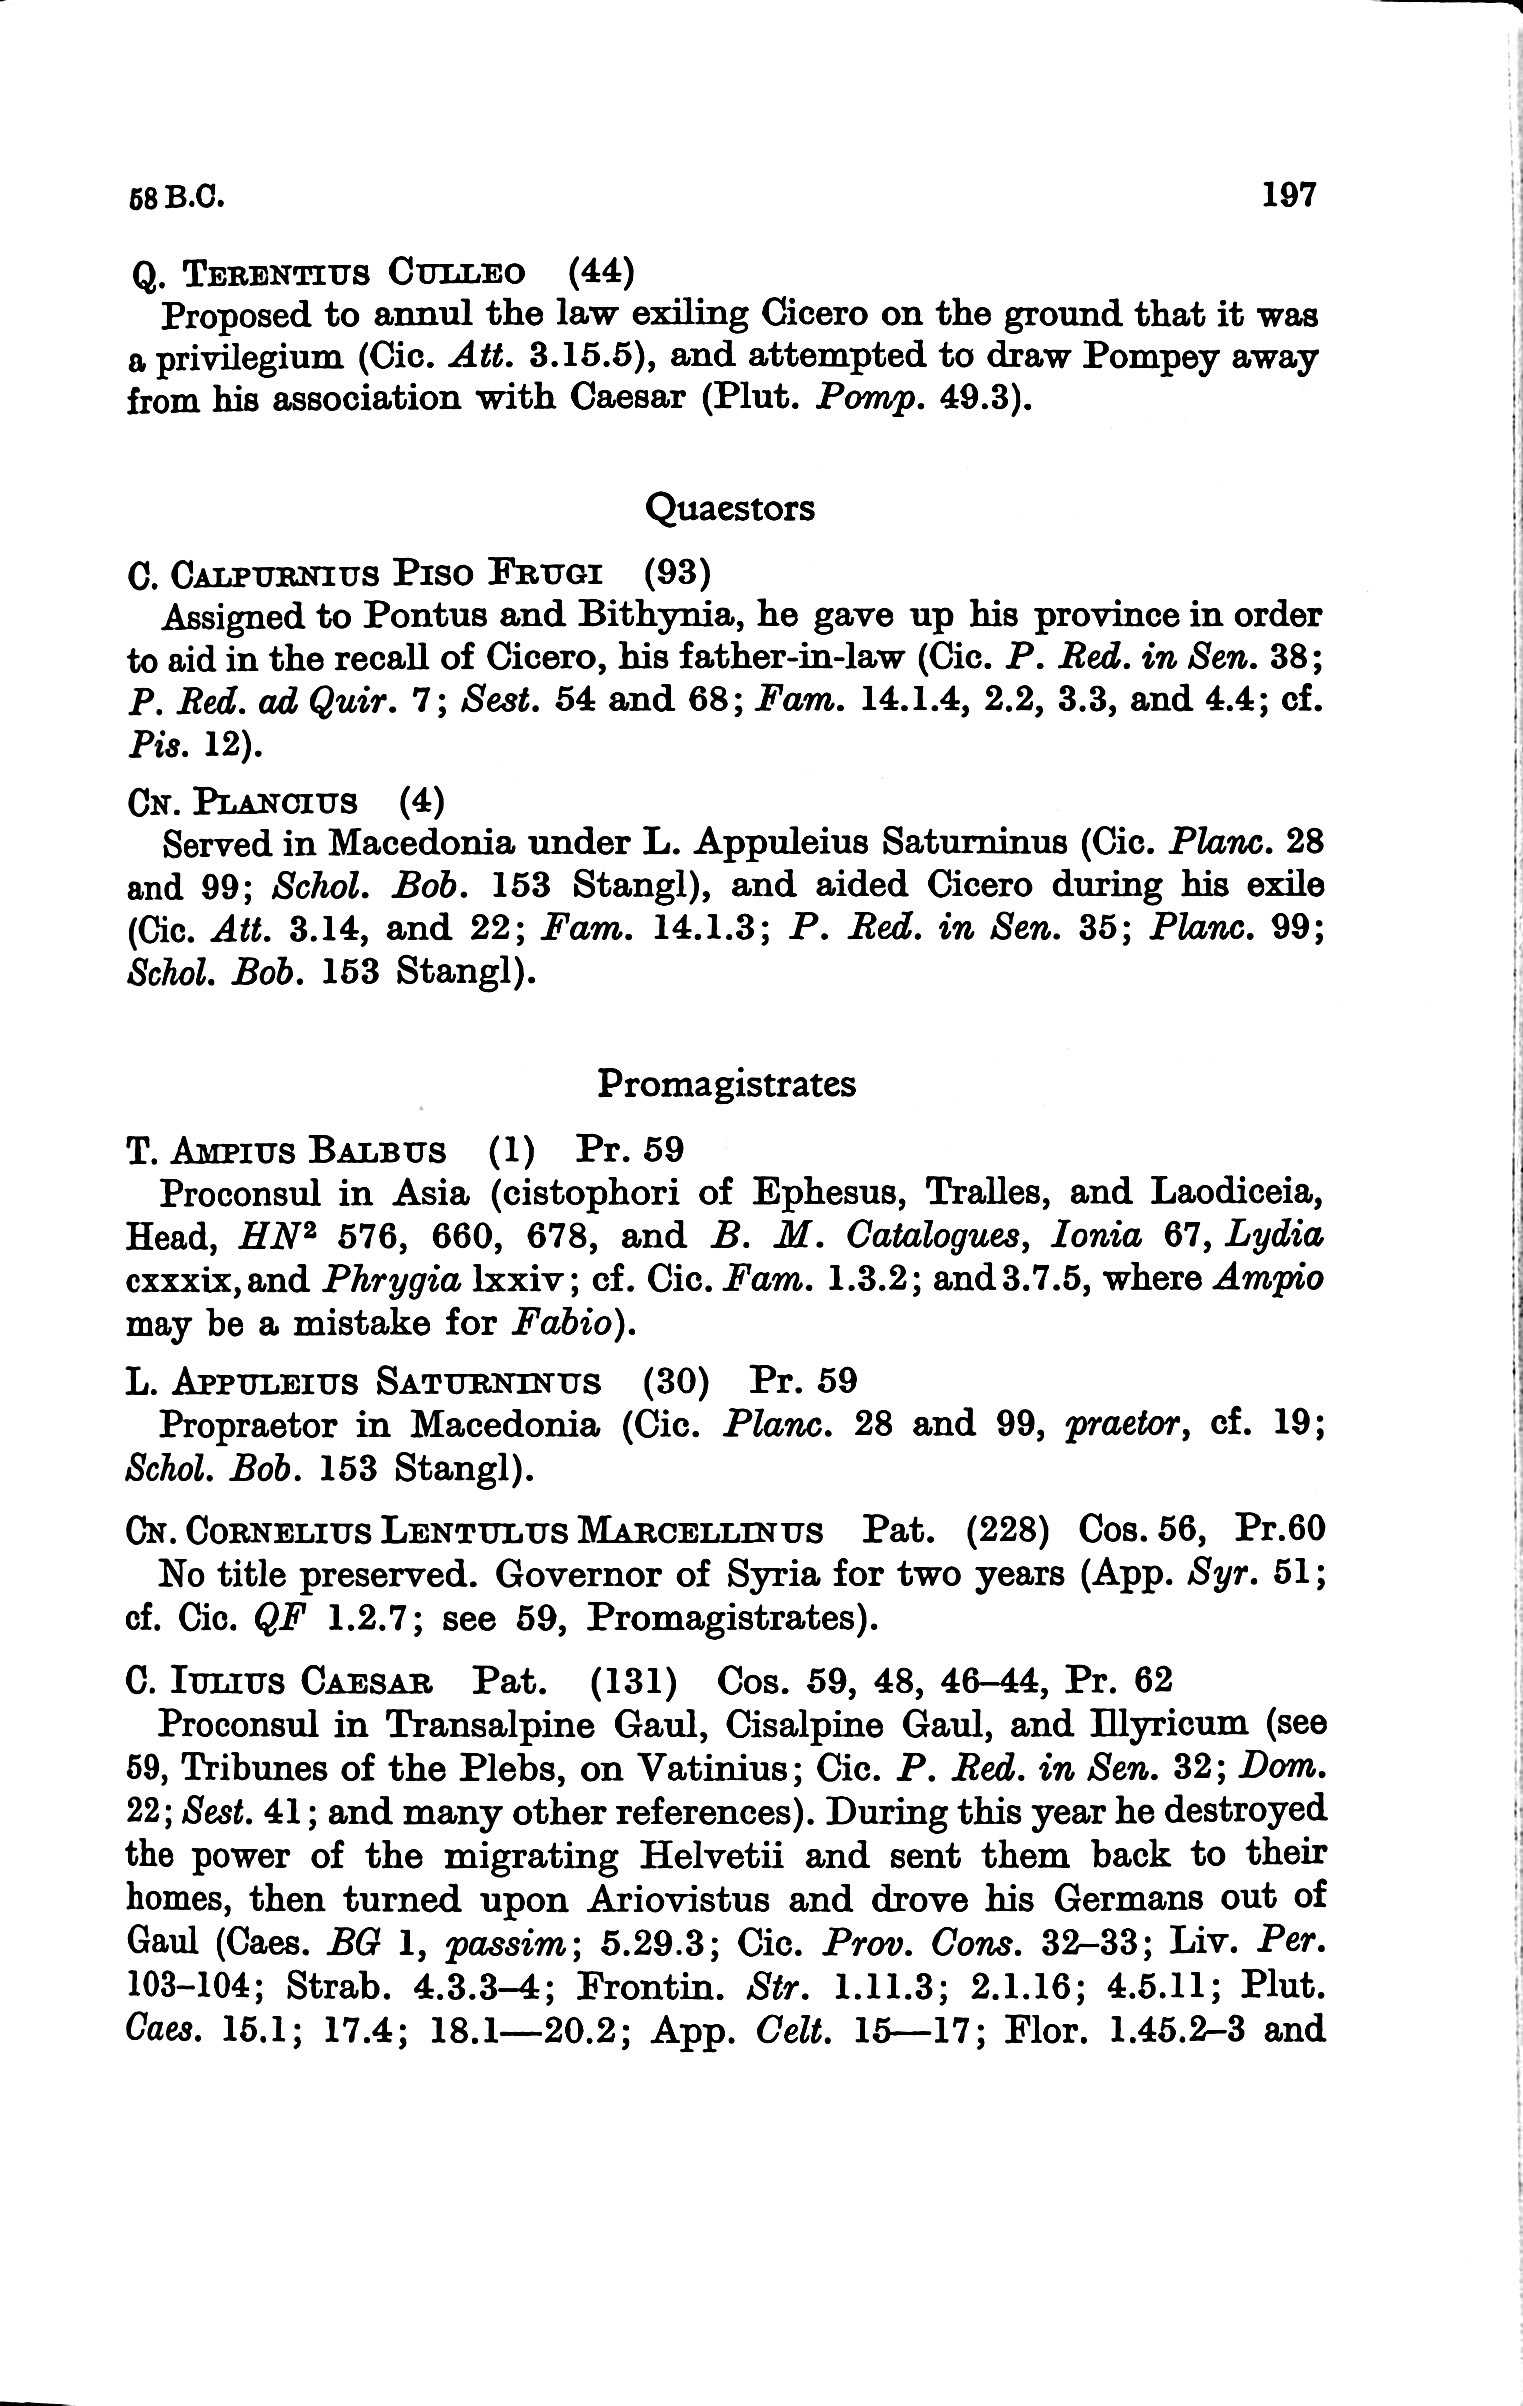 58 B.C. 197
Q. TERENTIUS CULLEO (44)
Proposed to annul the law exiling Cicero on the ground that it was
a privilegium (Cic. Att. 3.15.5), and attempted to draw Pompey away
from his association with Caesar (Plut. Pomp. 49.3).
Quaestors
C. CALPURNIUS PISO FRUGI (93)
Assigned to Pontus and Bithynia, he gave up his province in order
to aid in the recall of Cicero, his father-in-law (Cic. P. Red. in Sen. 38;
P. Red. ad Quir. 7; Sest. 54 and 68; Fam. 14.1.4, 2.2, 3.3, and 4.4; cf.
Pis. 12).
CN. PLANCIUS (4)
Served in Macedonia under L. Appuleius Saturninus (Cic. Planc. 28
and 99; Schol. Bob. 153 Stangl), and aided Cicero during his exile
(Cic. Att. 3.14, and 22; Fam. 14.1.3; P. Red. in Sen. 35; Planc. 99;
Schol. Bob. 153 Stangl).
Promagistrates
T. AMPIUS BALBUS (1) Pr. 59
Proconsul in Asia (cistophori of Ephesus, Tralles, and Laodiceia,
Head, HN² 576, 660, 678, and B. M. Catalogues, Ionia 67, Lydia
cxxxix, and Phrygia lxxiv; cf. Cic. Fam. 1.3.2; and 3.7.5, where Ampio
may be a mistake for Fabio).
L. APPULEIUS SATURNINUS (30) Pr. 59
Propraetor in Macedonia (Cic. Planc. 28 and 99, praetor, cf. 19;
Schol. Bob. 153 Stangl).
CN. CORNELIUS LENTULUS MARCELLINUS Pat. (228) Cos. 56, Pr.60
No title preserved. Governor of Syria for two years (App. Syr. 51;
cf. Cic. QF 1.2.7; see 59, Promagistrates).
C. IULIUS CAESAR Pat. (131) Cos. 59, 48, 46–44, Pr. 62
Proconsul in Transalpine Gaul, Cisalpine Gaul, and Illyricum (see
59, Tribunes of the Plebs, on Vatinius; Cic. P. Red. in Sen. 32; Dom.
22; Sest. 41; and many other references). During this year he destroyed
the power of the migrating Helvetii and sent them back to their
homes, then turned upon Ariovistus and drove his Germans out of
Gaul (Caes. BG 1, passim; 5.29.3; Cic. Prov. Cons. 32–33; Liv. Per.
103–104; Strab. 4.3.3–4; Frontin. Str. 1.11.3; 2.1.16; 4.5.11; Plut.
Caes. 15.1; 17.4; 18.1—20.2; App. Celt. 15—17; Flor. 1.45.2–3 and